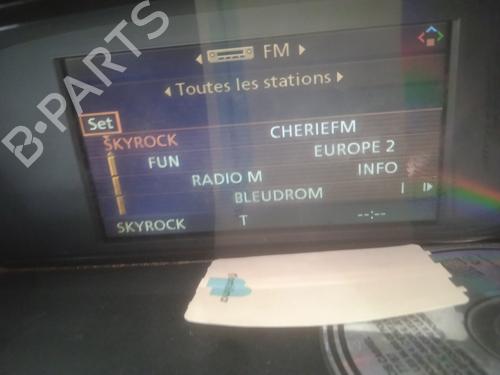 FM
Toutes les stations
Set
SKYROCK CHERIEFM
FUN EUROPE 2
RADIO M INFO
BLEUDROM I
SKYROCK T --:--
B-PARTS